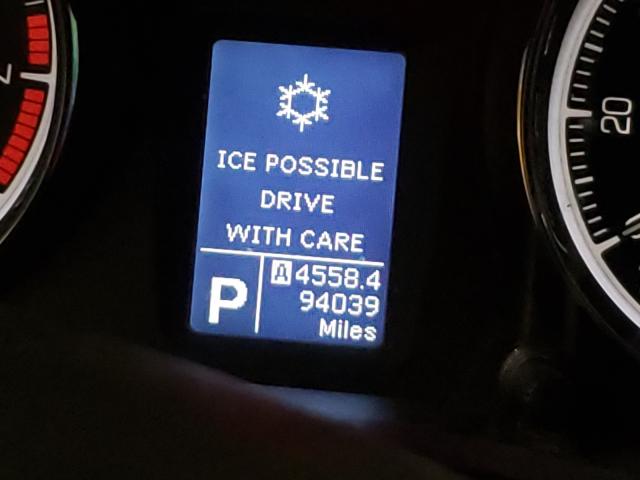 ICE POSSIBLE
DRIVE
WITH CARE
P
A 4558.4
94039
Miles
20